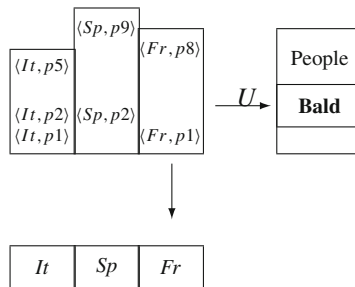 ⟨Sp, p9⟩
⟨It, p5⟩ ⟨Fr, p8⟩ People
U
⟨It, p2⟩ ⟨Sp, p2⟩ Bald
⟨It, p1⟩ ⟨Fr, p1⟩
It Sp Fr